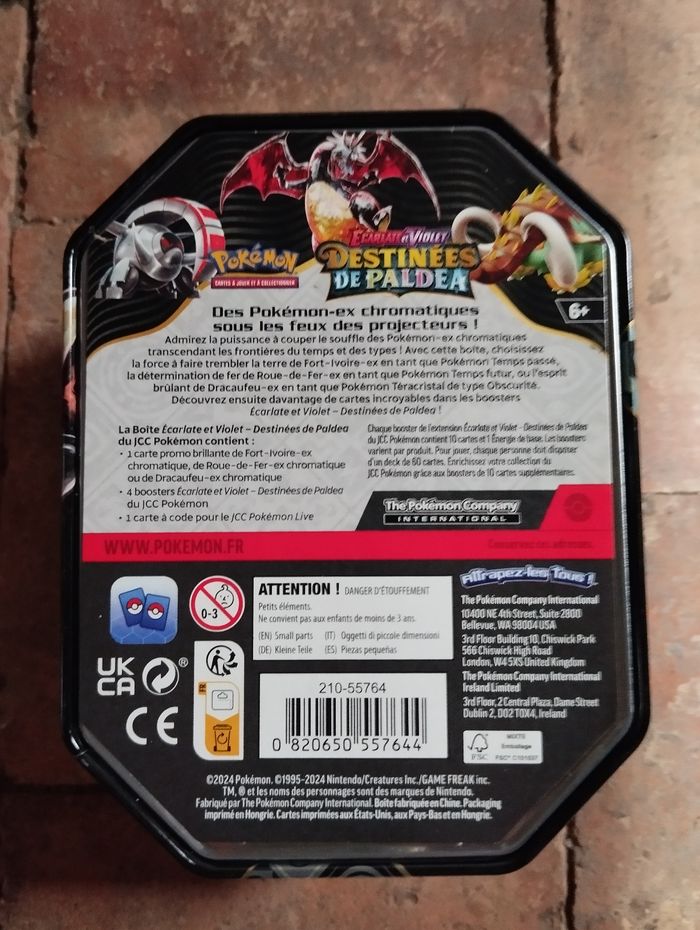 POKÉMON
CARTES À JOUER ET À COLLECTIONNER
ÉCARLATE et VIOLET
DESTINÉES
DE PALDEA
6+
Des Pokémon-ex chromatiques
sous les feux des projecteurs !
Admirez la puissance à couper le souffle des Pokémon-ex chromatiques
transcendant les frontières du temps et des types ! Avec cette boîte, choisissez
la force à faire trembler la terre de Fort-Ivoire-ex en tant que Pokémon Temps passé,
la détermination de fer de Roue-de-Fer-ex en tant que Pokémon Temps futur, ou l'esprit
brûlant de Dracaufeu-ex en tant que Pokémon Téracristal de type Obscurité.
Découvrez ensuite davantage de cartes incroyables dans les boosters
Écarlate et Violet – Destinées de Paldea !
La Boîte Écarlate et Violet – Destinées de Paldea
du JCC Pokémon contient :
• 1 carte promo brillante de Fort-Ivoire-ex
chromatique, de Roue-de-Fer-ex chromatique
ou de Dracaufeu-ex chromatique
• 4 boosters Écarlate et Violet – Destinées de Paldea
du JCC Pokémon
• 1 carte à code pour le JCC Pokémon Live
Chaque booster de l'extension Écarlate et Violet – Destinées de Paldea
du JCC Pokémon contient 10 cartes et 1 Énergie de base. Les boosters
varient par produit. Pour jouer, chaque personne doit disposer
d'un deck de 60 cartes. Enrichissez votre collection du
JCC Pokémon grâce aux boosters de 10 cartes supplémentaires.
The Pokémon Company
INTERNATIONAL
WWW.POKEMON.FR
Conservez ces adresses.
0-3
ATTENTION ! DANGER D'ÉTOUFFEMENT
Petits éléments.
Ne convient pas aux enfants de moins de 3 ans.
(EN) Small parts (IT) Oggetti di piccole dimensioni
(DE) Kleine Teile (ES) Piezas pequeñas
Attrapez-les Tous !
The Pokémon Company International
10400 NE 4th Street, Suite 2800
Bellevue, WA 98004 USA
3rd Floor Building 10, Chiswick Park
566 Chiswick High Road
London, W4 5XS United Kingdom
The Pokémon Company International
Ireland Limited
3rd Floor, 2 Central Plaza, Dame Street
Dublin 2, D02 T0X4, Ireland
UK
CA
®
CE
FR
210-55764
0 820650 557644
FSC
MIXTE
Emballage
FSC® C101537
©2024 Pokémon. ©1995-2024 Nintendo/Creatures Inc./GAME FREAK inc.
TM, ® et les noms des personnages sont des marques de Nintendo.
Fabriqué par The Pokémon Company International. Boîte fabriquée en Chine. Packaging
imprimé en Hongrie. Cartes imprimées aux États-Unis, aux Pays-Bas et en Hongrie.